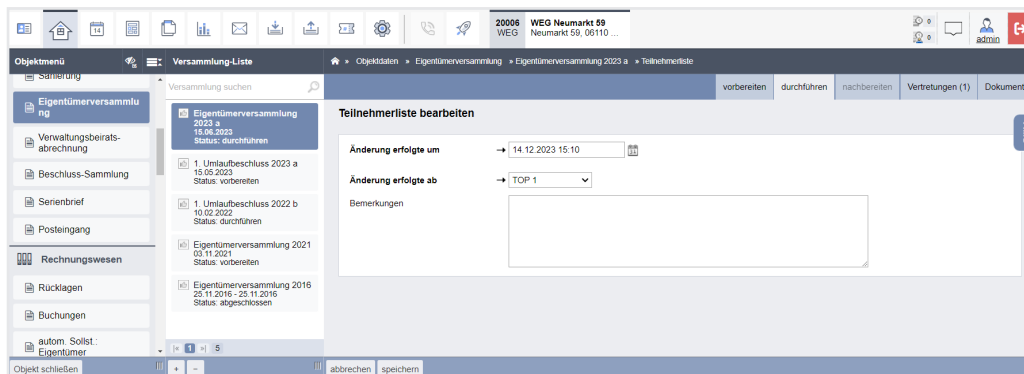 14
20006 WEG Neumarkt 59
WEG Neumarkt 59, 06110 ...
0
0
admin
Objektmenü
Versammlung-Liste
» Objektdaten » Eigentümerversammlung » Eigentümerversammlung 2023 a » Teilnehmerliste
Sanierung
Eigentümerversammlu
ng
Verwaltungsbeirats-
abrechnung
Beschluss-Sammlung
Serienbrief
Posteingang
Rechnungswesen
Rücklagen
Buchungen
autom. Sollst.:
Eigentümer
Objekt schließen
Versammlung suchen
Eigentümerversammlung
2023 a
15.06.2023
Status: durchführen
1. Umlaufbeschluss 2023 a
15.05.2023
Status: vorbereiten
1. Umlaufbeschluss 2022 b
10.02.2022
Status: durchführen
Eigentümerversammlung 2021
03.11.2021
Status: vorbereiten
Eigentümerversammlung 2016
25.11.2016 - 25.11.2016
Status: abgeschlossen
|« 1 »| 5
+ -
vorbereiten durchführen nachbereiten Vertretungen (1) Dokument
Teilnehmerliste bearbeiten
Änderung erfolgte um → 14.12.2023 15:10
Änderung erfolgte ab → TOP 1
Bemerkungen
abbrechen speichern